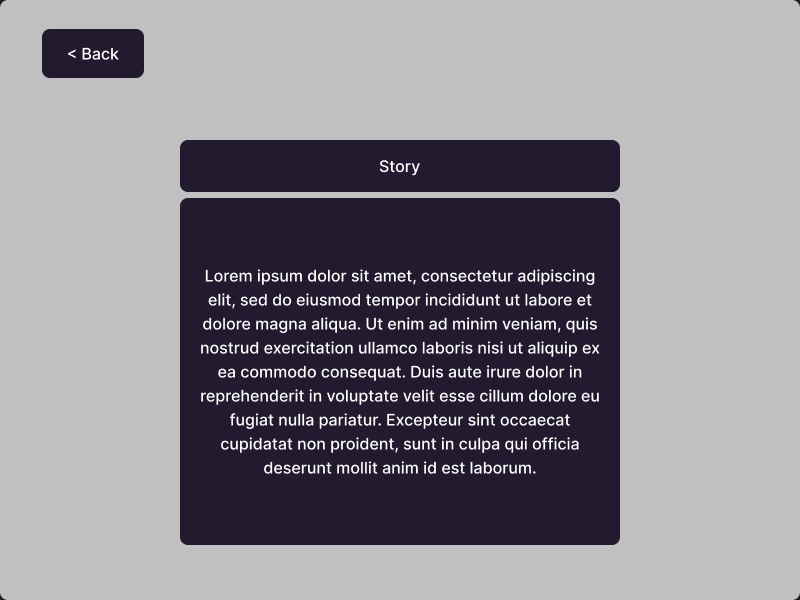 < Back
Story
Lorem ipsum dolor sit amet, consectetur adipiscing
elit, sed do eiusmod tempor incididunt ut labore et
dolore magna aliqua. Ut enim ad minim veniam, quis
nostrud exercitation ullamco laboris nisi ut aliquip ex
ea commodo consequat. Duis aute irure dolor in
reprehenderit in voluptate velit esse cillum dolore eu
fugiat nulla pariatur. Excepteur sint occaecat
cupidatat non proident, sunt in culpa qui officia
deserunt mollit anim id est laborum.